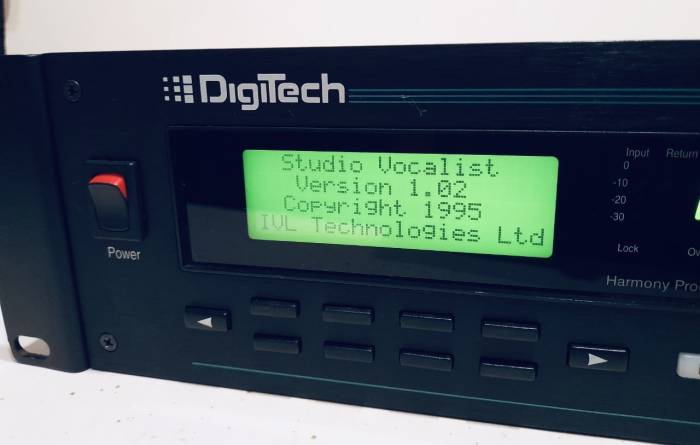 DigiTech
Studio Vocalist
Version 1.02
Copyright 1995
IVL Technologies Ltd
Power
Input Return
0
-10
-20
-30
Lock
Harmony